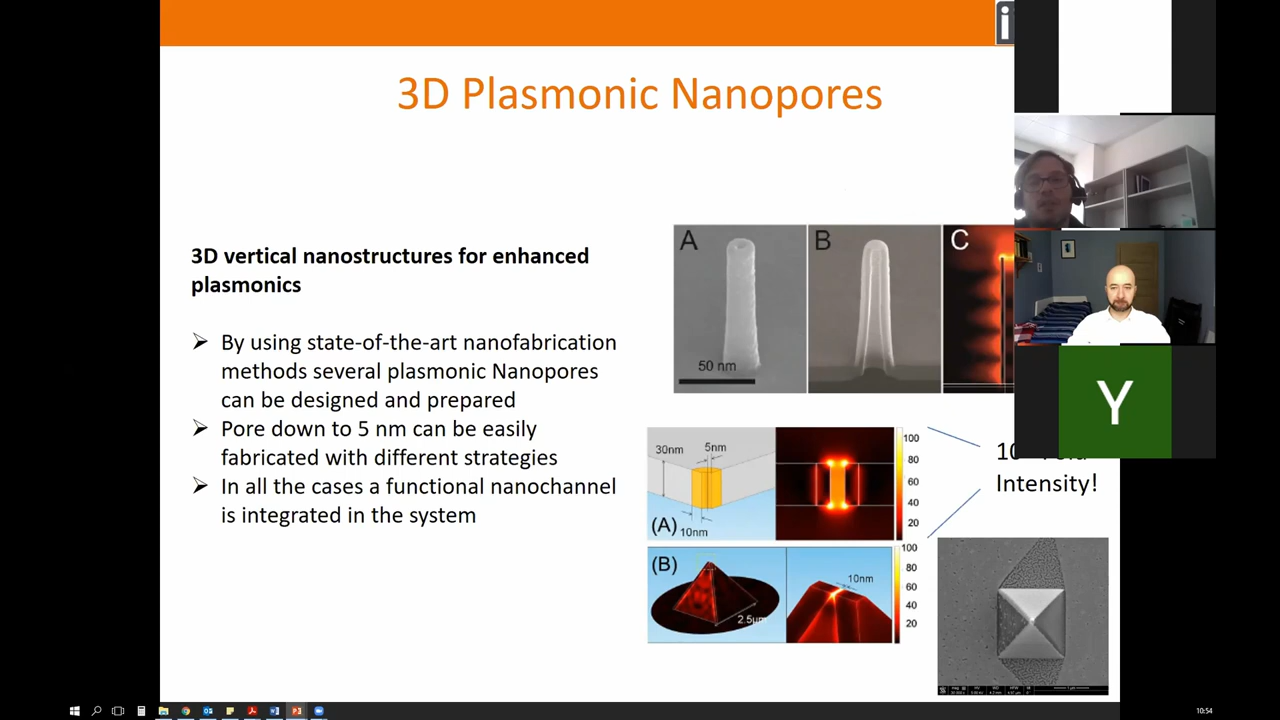 3D Plasmonic Nanopores
3D vertical nanostructures for enhanced
plasmonics
By using state-of-the-art nanofabrication
methods several plasmonic Nanopores
can be designed and prepared
Pore down to 5 nm can be easily
fabricated with different strategies
In all the cases a functional nanochannel
is integrated in the system
A
50 nm
B
C
30nm
5nm
(A)
10nm
100
80
60
40
20
(B)
2.5µm
10nm
100
80
60
40
20
Intensity!
Y
10:54